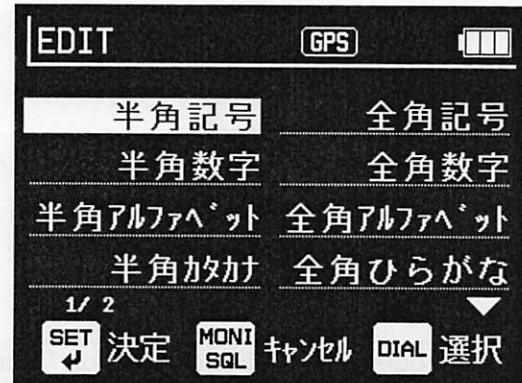 EDIT GPS
半角記号 全角記号
半角数字 全角数字
半角ｱﾙﾌｧﾍﾞｯﾄ 全角ｱﾙﾌｧﾍﾞｯﾄ
半角ｶﾀｶﾅ 全角ひらがな
1/ 2
SET 決定 MONI SQL ｷｬﾝｾﾙ DIAL 選択